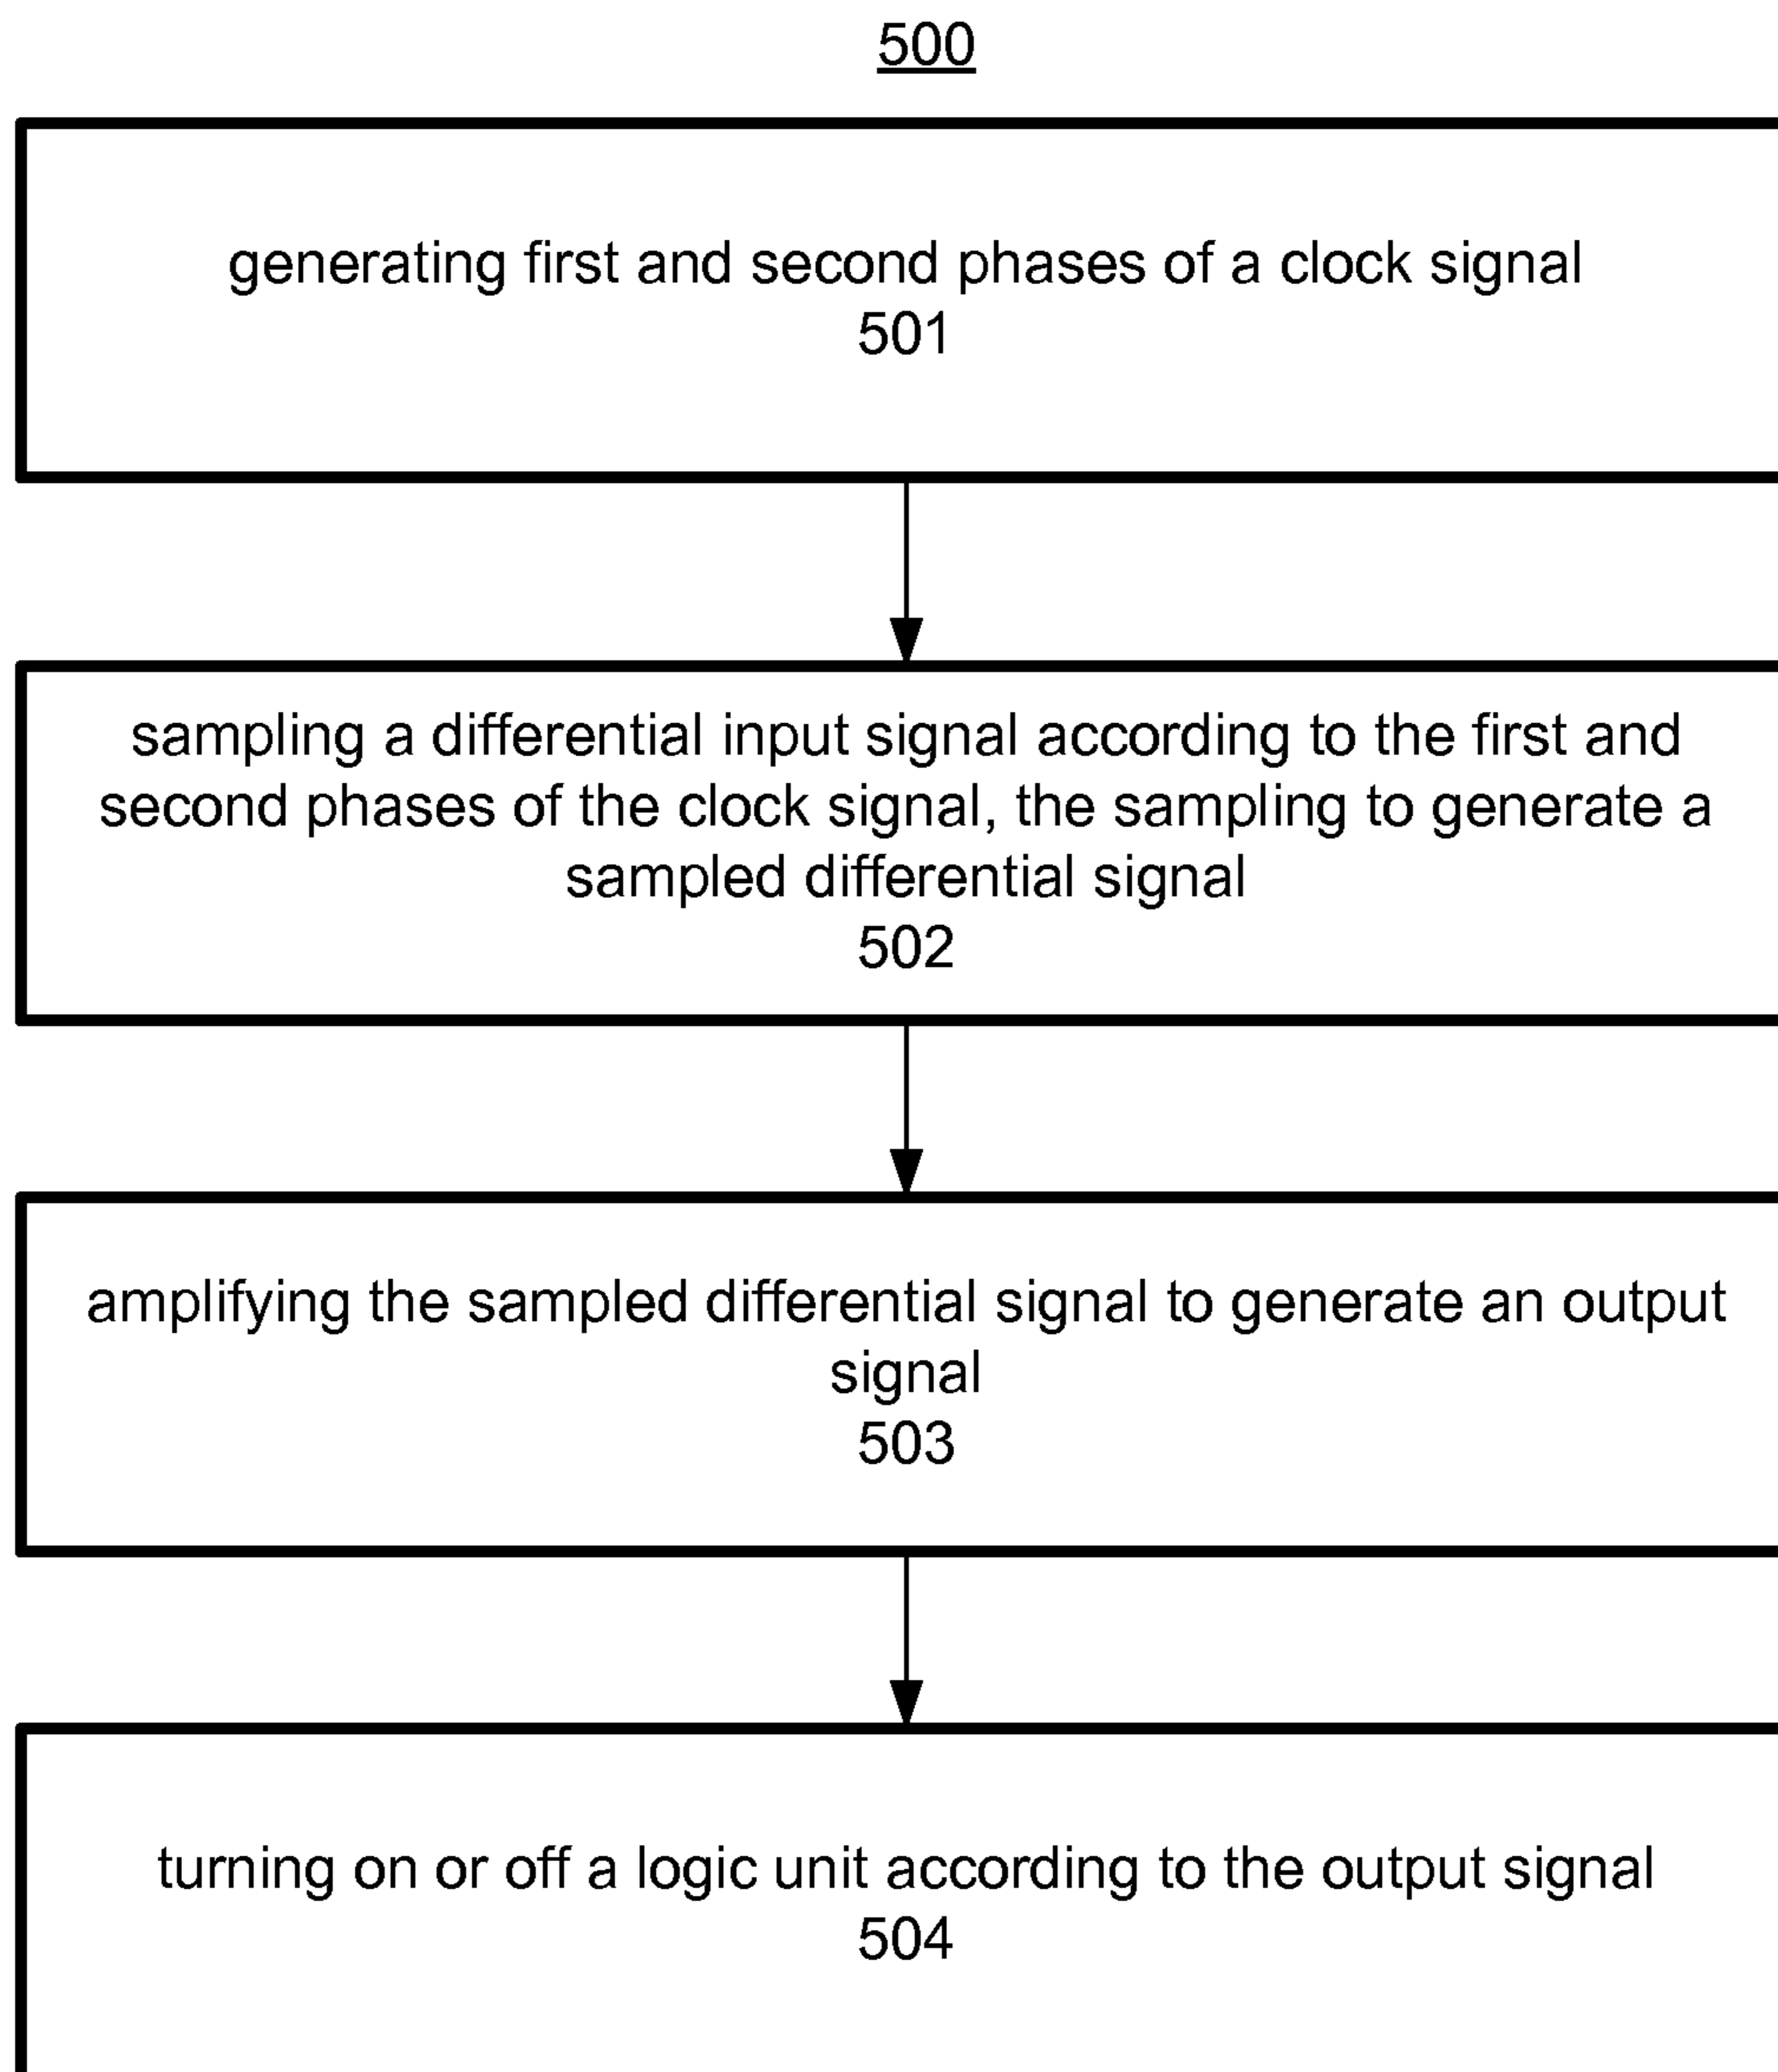 500
generating first and second phases of a clock signal
501
sampling a differential input signal according to the first and
second phases of the clock signal, the sampling to generate a
sampled differential signal
502
amplifying the sampled differential signal to generate an output
signal
503
turning on or off a logic unit according to the output signal
504